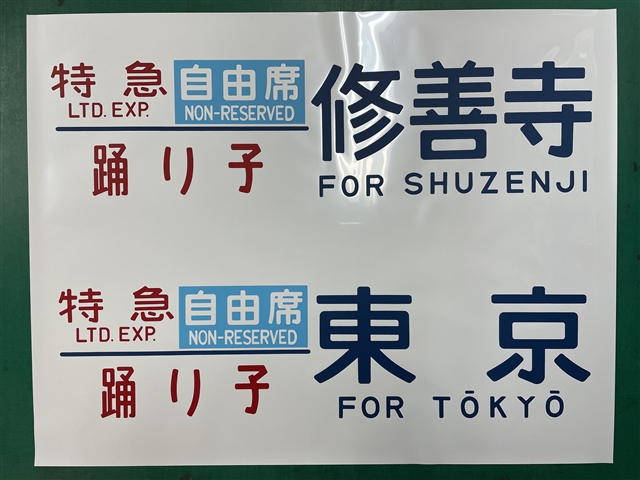 特急 自由席 修善寺
LTD. EXP. NON-RESERVED
踊り子 FOR SHUZENJI
特急 自由席 東京
LTD. EXP. NON-RESERVED
踊り子 FOR TŌKYŌ